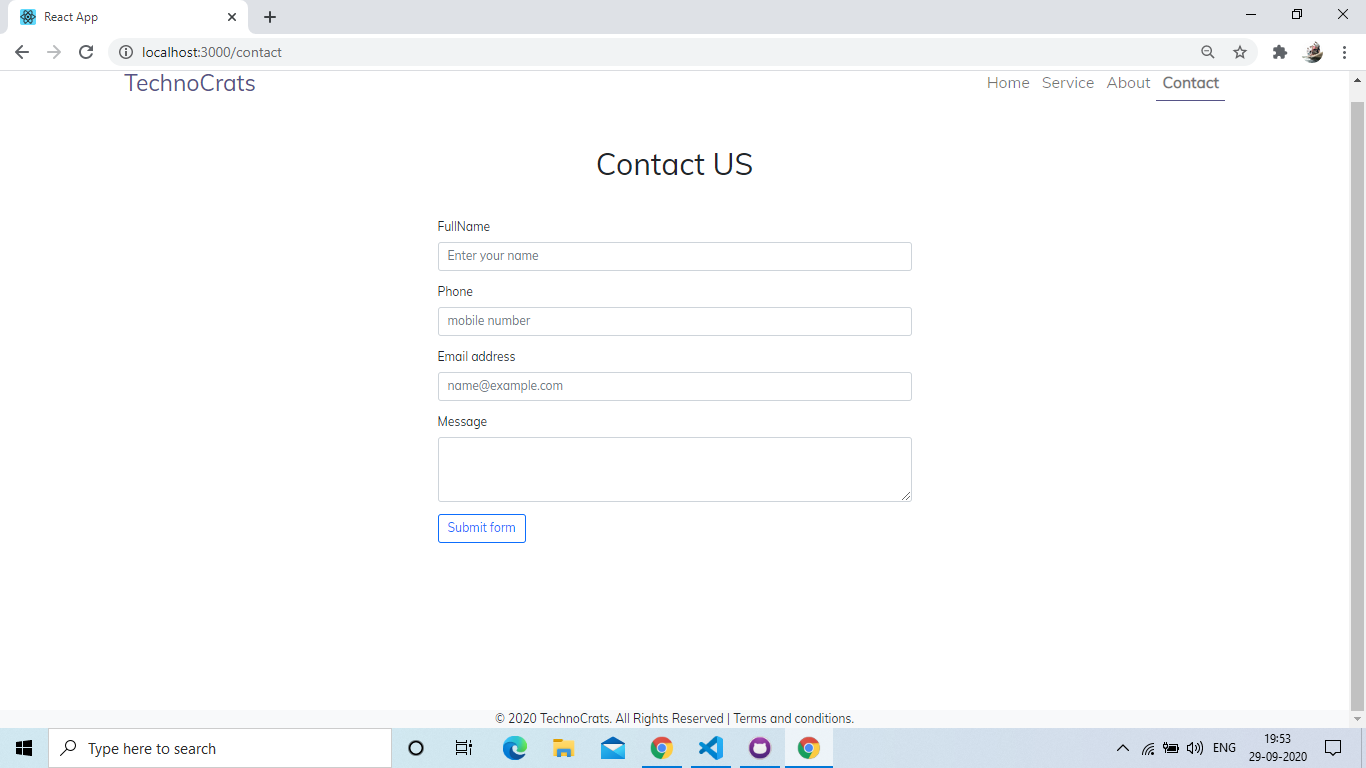 React App
localhost:3000/contact
TechnoCrats
Home Service About Contact
Contact US
FullName
Enter your name
Phone
mobile number
Email address
name@example.com
Message
Submit form
© 2020 TechnoCrats. All Rights Reserved | Terms and conditions.
Type here to search
ENG
19:53
29-09-2020